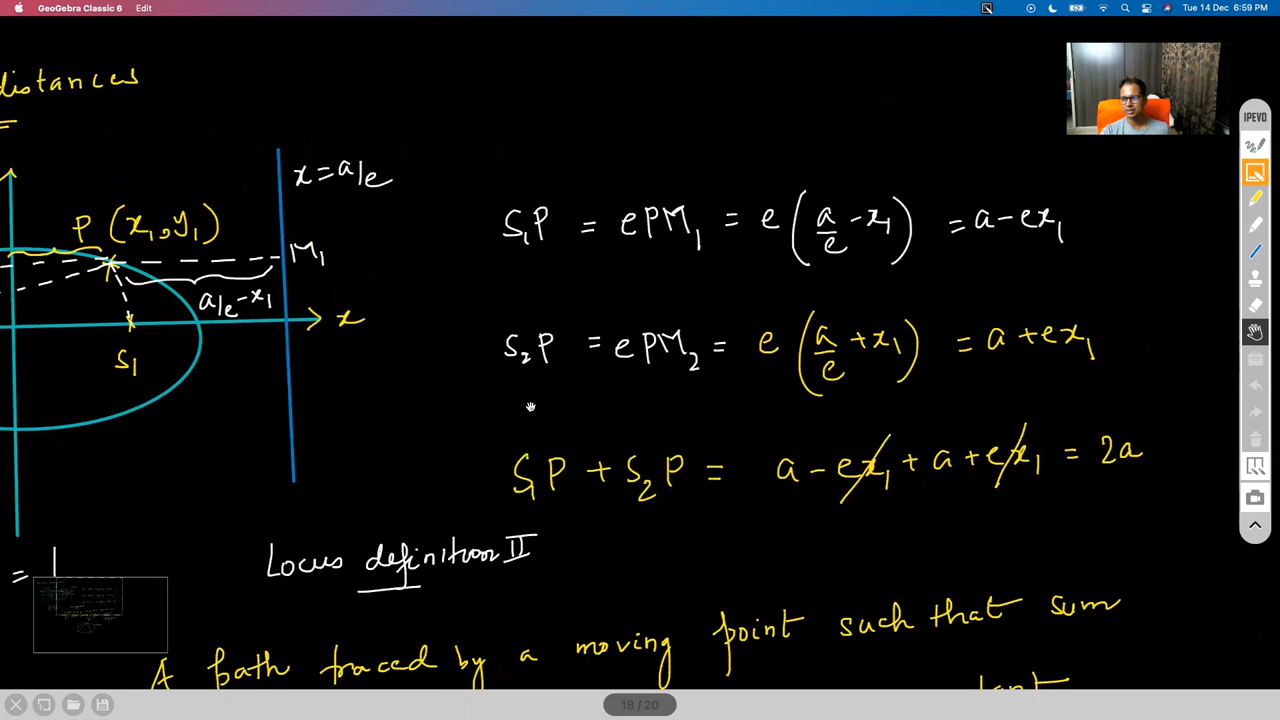 GeoGebra Classic 6 Edit Tue 14 Dec 6:59 PM
distances
IPEVO
x = a/e
P (x₁, y₁)
M₁
a/e - x₁
x
S₁
S₁P = ePM₁ = e(a/e - x₁) = a - ex₁
S₂P = ePM₂ = e(a/e + x₁) = a + ex₁
S₁P + S₂P = a - ex₁ + a + ex₁ = 2a
= 1
Locus definition II
A path traced by a moving point such that sum
18 / 20